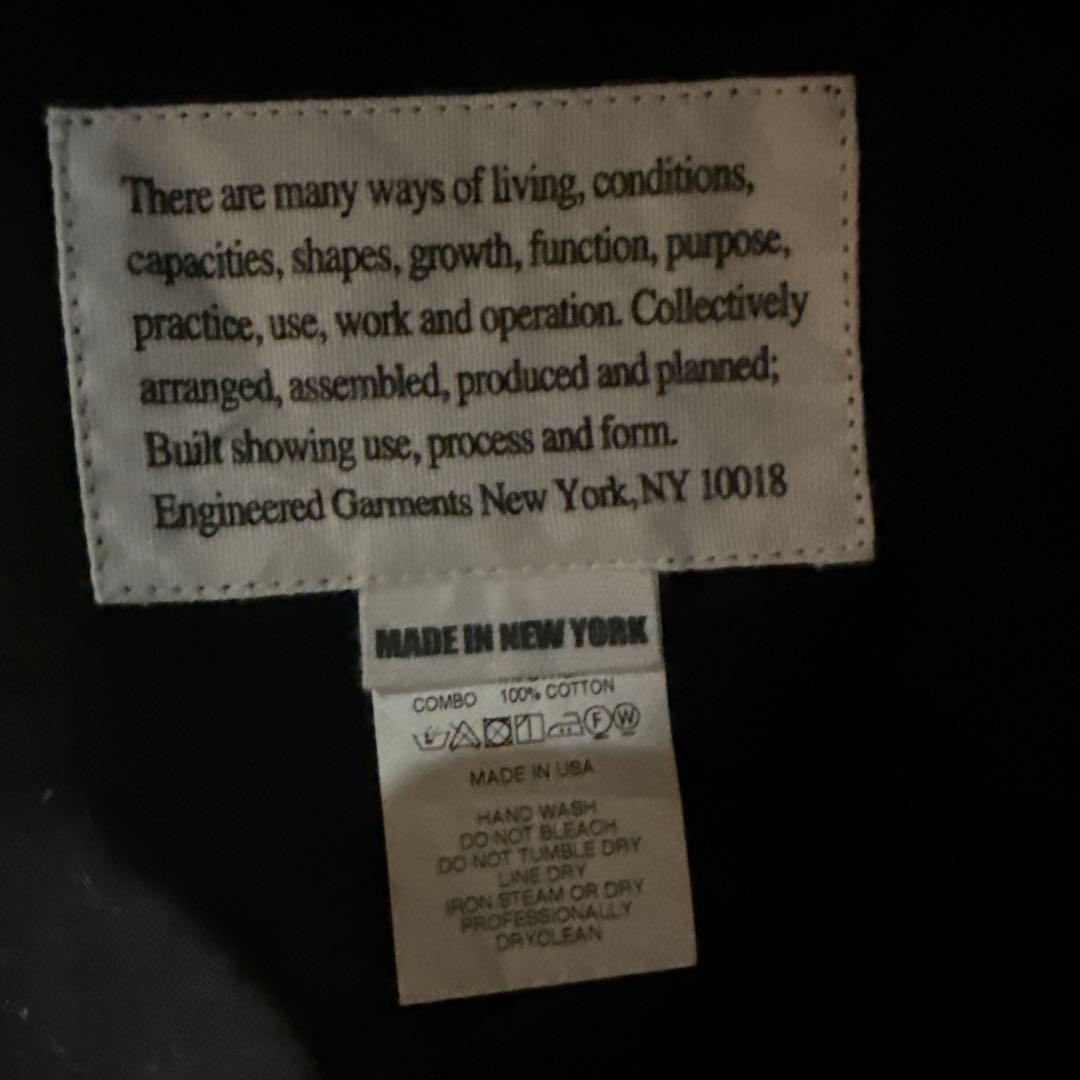 There are many ways of living, conditions,
capacities, shapes, growth, function, purpose,
practice, use, work and operation. Collectively
arranged, assembled, produced and planned;
Built showing use, process and form.
Engineered Garments New York, NY 10018
MADE IN NEW YORK
COMBO 100% COTTON
F W
MADE IN USA
HAND WASH
DO NOT BLEACH
DO NOT TUMBLE DRY
LINE DRY
IRON STEAM OR DRY
PROFESSIONALLY
DRYCLEAN